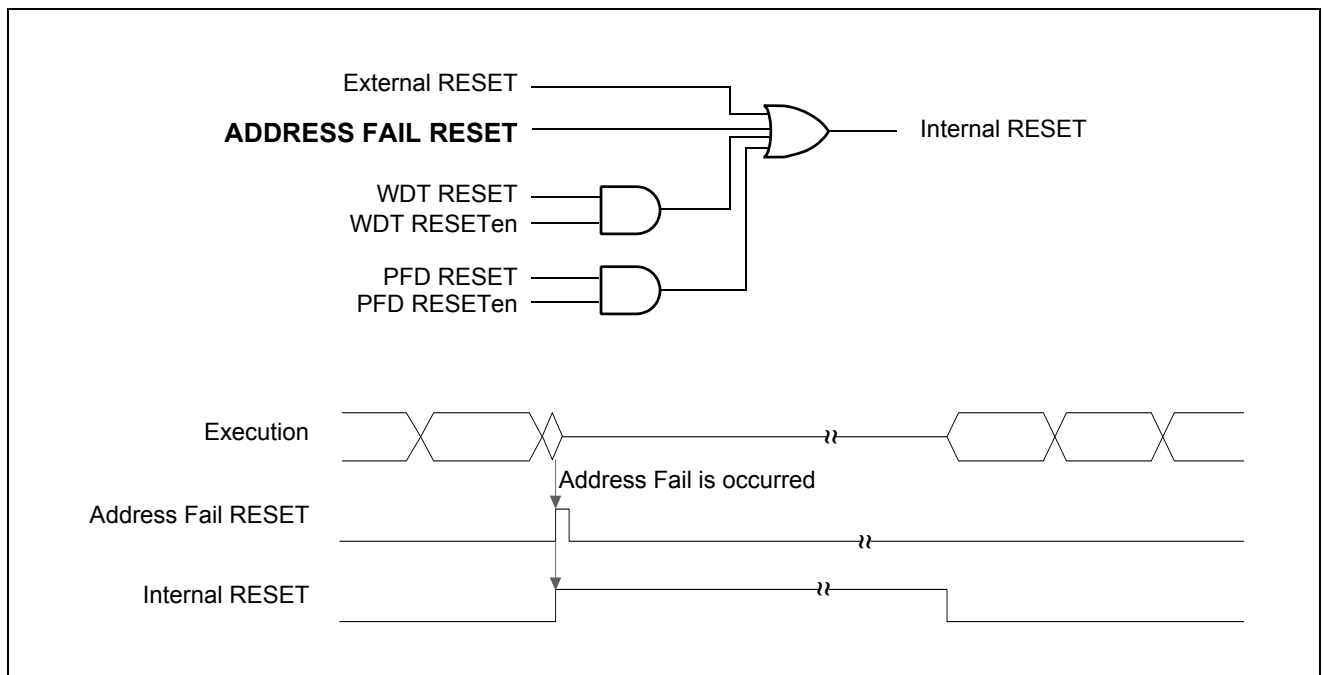 External RESET
ADDRESS FAIL RESET
Internal RESET
WDT RESET
WDT RESETen
PFD RESET
PFD RESETen
Execution
Address Fail is occurred
Address Fail RESET
Internal RESET